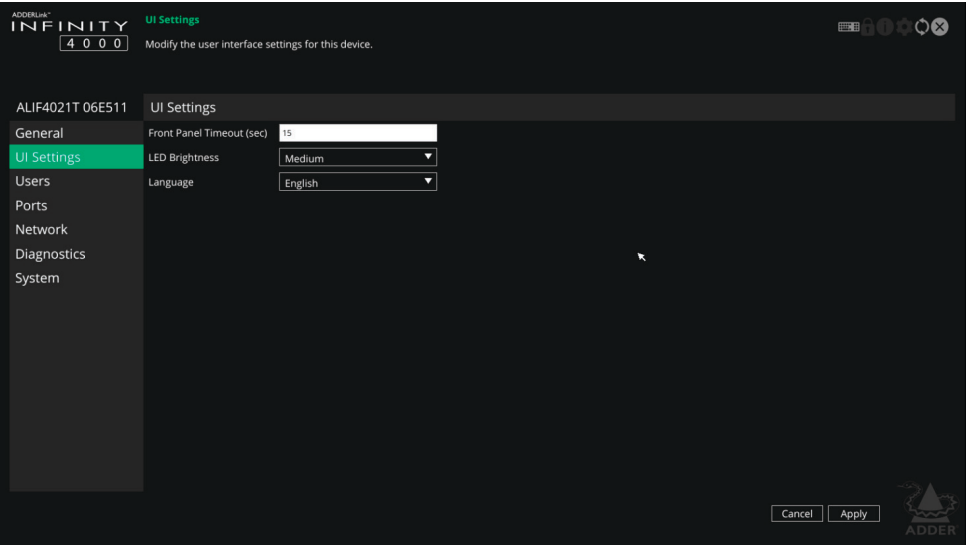 ADDERLink™
INFINITY
4000
UI Settings
Modify the user interface settings for this device.
ALIF4021T 06E511
UI Settings
General
Front Panel Timeout (sec)
15
UI Settings
LED Brightness
Medium
Users
Language
English
Ports
Network
Diagnostics
System
Cancel
Apply
ADDER